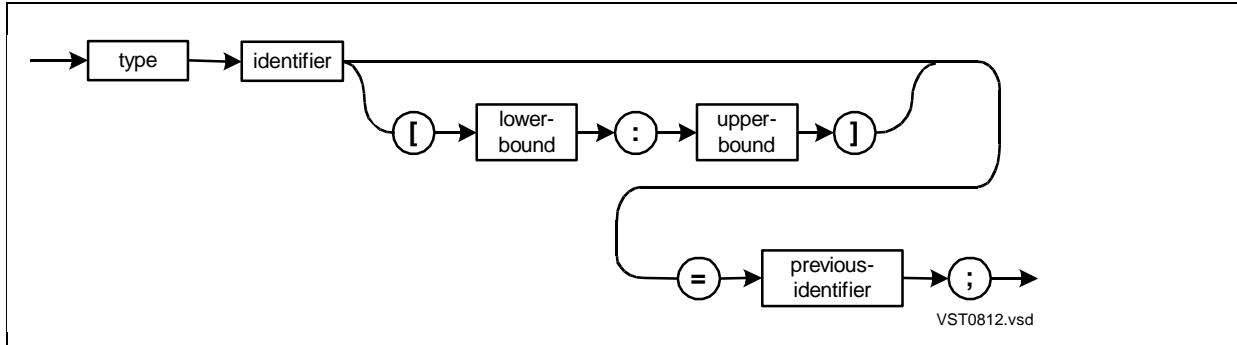 type identifier
[ lower-bound : upper-bound ]
= previous-identifier ;
VST0812.vsd